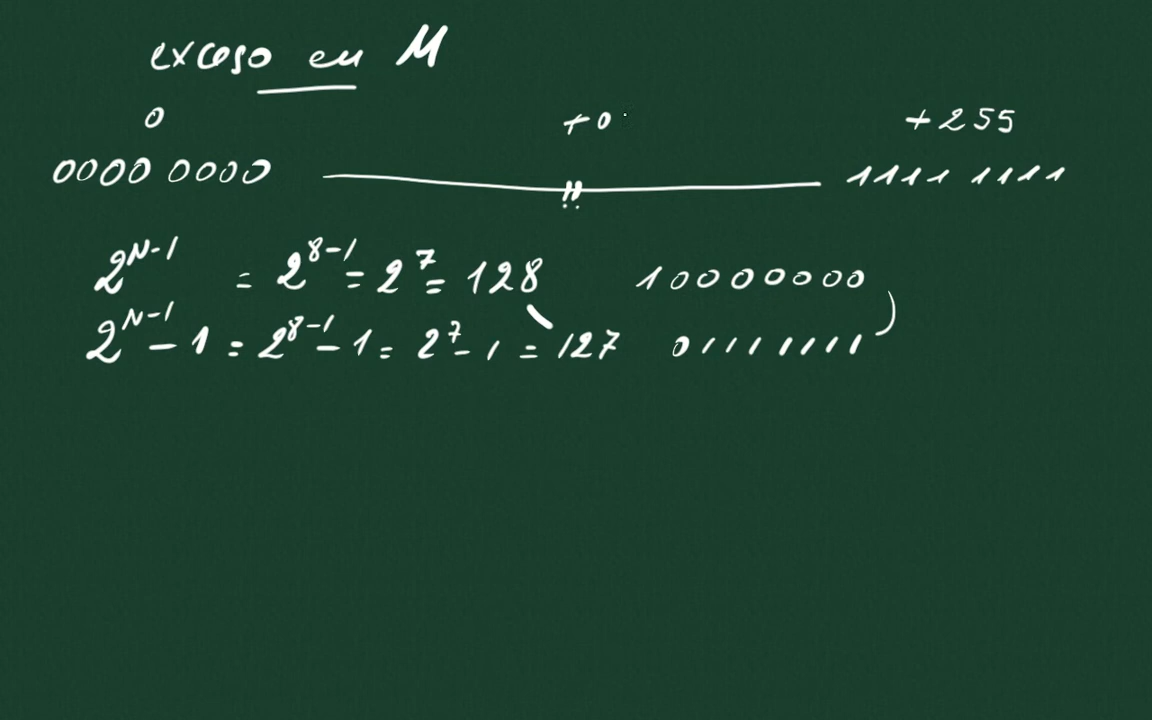 exceso en M
0 +0 +255
0000 0000 !! 1111 1111
2^{N-1} = 2^{8-1} = 2^7 = 128 10000000
2^{N-1} - 1 = 2^{8-1} - 1 = 2^7 - 1 = 127 01111111